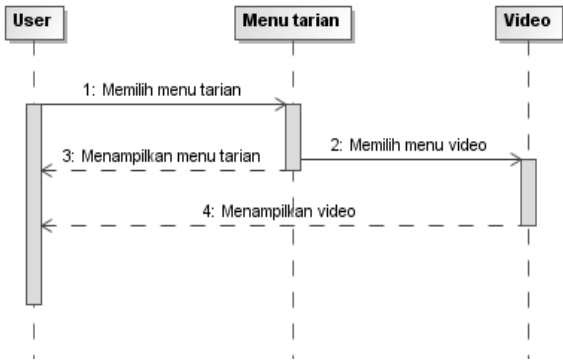 User
Menu tarian
Video
1: Memilih menu tarian
2: Memilih menu video
3: Menampilkan menu tarian
4: Menampilkan video